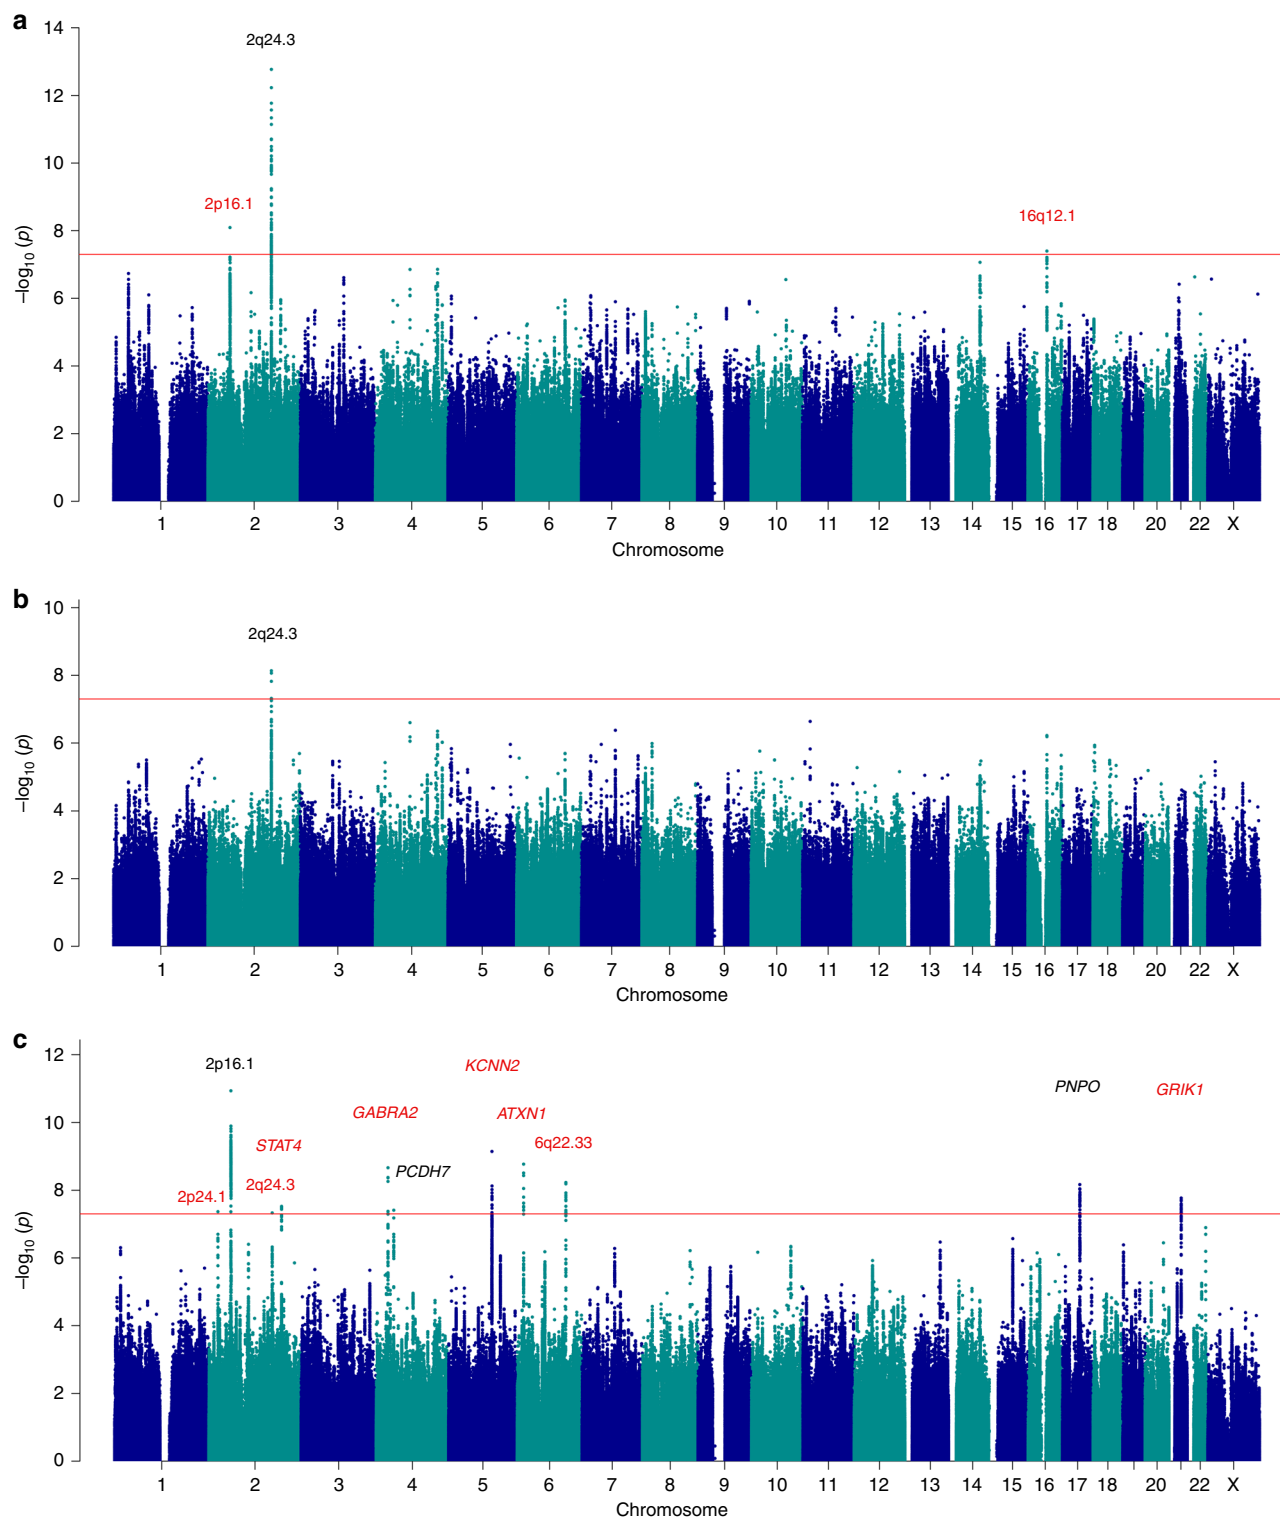 a
14
12
10
8
6
4
2
0
–log10 (p)
2q24.3
2p16.1
16q12.1
1 2 3 4 5 6 7 8 9 10 11 12 13 14 15 16 17 18 20 22 X
Chromosome
b
10
8
6
4
2
0
–log10 (p)
2q24.3
1 2 3 4 5 6 7 8 9 10 11 12 13 14 15 16 17 18 20 22 X
Chromosome
c
12
10
8
6
4
2
0
–log10 (p)
2p16.1
KCNN2
PNPO
GRIK1
GABRA2
ATXN1
STAT4
6q22.33
PCDH7
2q24.3
2p24.1
1 2 3 4 5 6 7 8 9 10 11 12 13 14 15 16 17 18 20 22 X
Chromosome